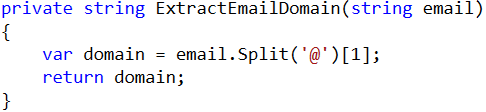 private string ExtractEmailDomain(string email)
{
    var domain = email.Split('@')[1];
    return domain;
}